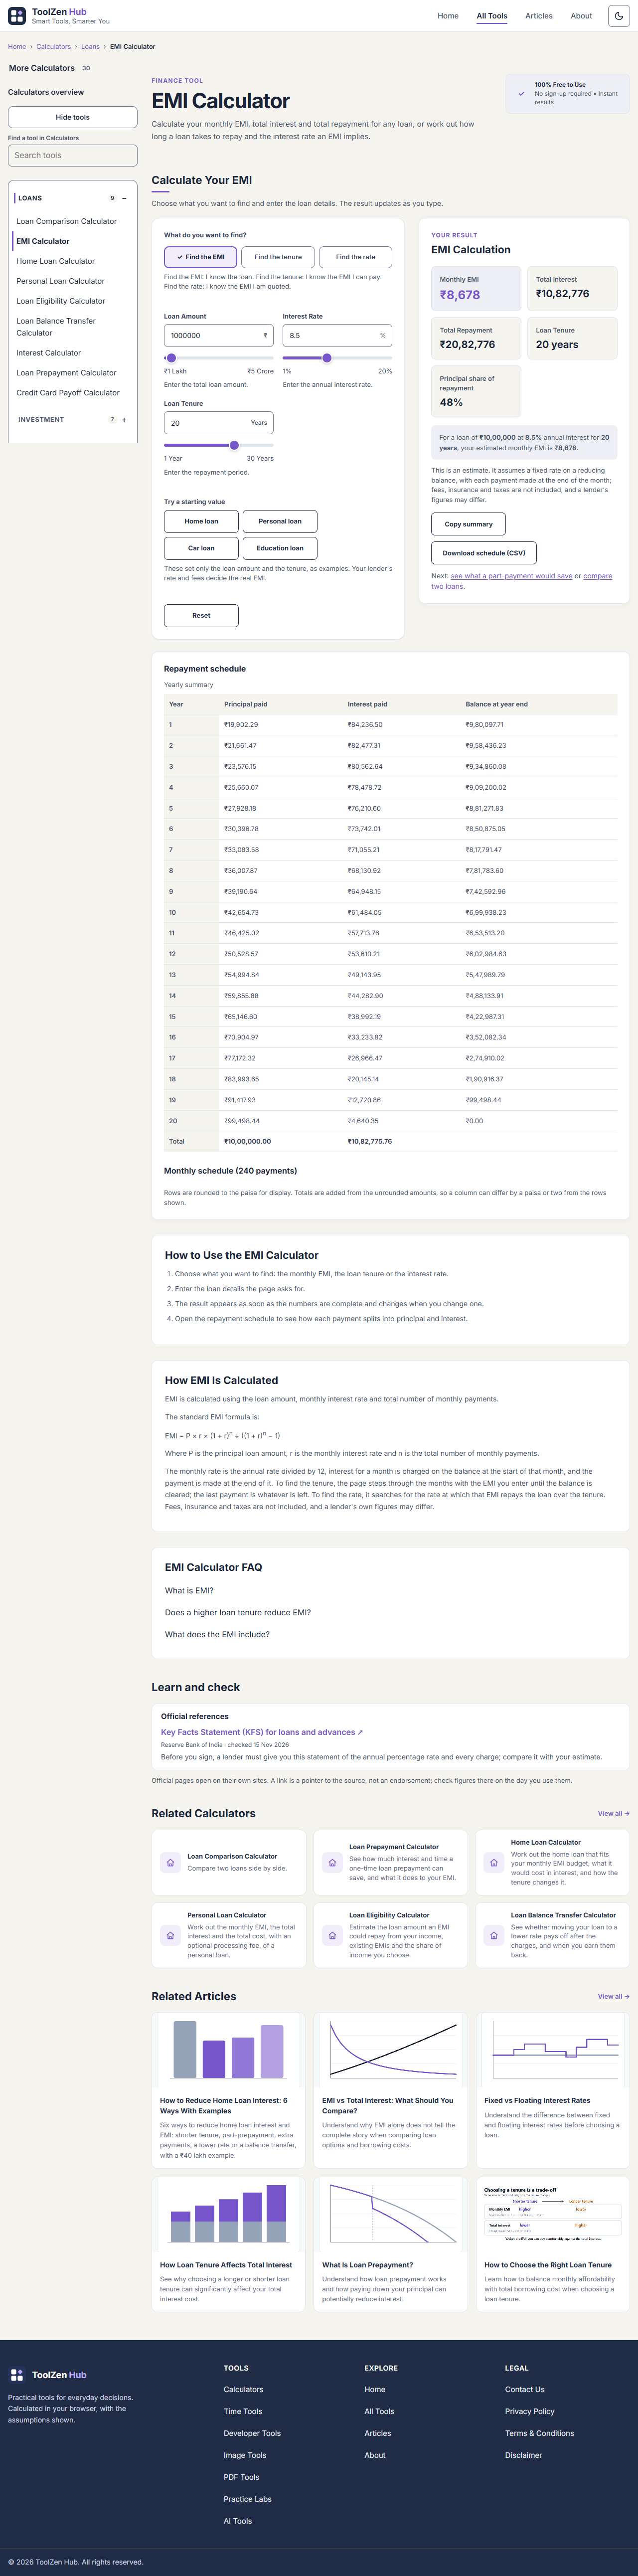 ToolZen Hub
Smart Tools, Smarter You
Home
All Tools
Articles
About
Home › Calculators › Loans › EMI Calculator
More Calculators 30
Calculators overview
Hide tools
Find a tool in Calculators
Search tools
LOANS 9 −
Loan Comparison Calculator
EMI Calculator
Home Loan Calculator
Personal Loan Calculator
Loan Eligibility Calculator
Loan Balance Transfer
Calculator
Interest Calculator
Loan Prepayment Calculator
Credit Card Payoff Calculator
INVESTMENT 7 +
FINANCE TOOL
EMI Calculator
Calculate your monthly EMI, total interest and total repayment for any loan, or work out how
long a loan takes to repay and the interest rate an EMI implies.
✓
100% Free to Use
No sign-up required • Instant
results
Calculate Your EMI
Choose what you want to find and enter the loan details. The result updates as you type.
What do you want to find?
✓ Find the EMI
Find the tenure
Find the rate
Find the EMI: I know the loan. Find the tenure: I know the EMI I can pay.
Find the rate: I know the EMI I am quoted.
Loan Amount
1000000 ₹
₹1 Lakh ₹5 Crore
Enter the total loan amount.
Interest Rate
8.5 %
1% 20%
Enter the annual interest rate.
Loan Tenure
20 Years
1 Year 30 Years
Enter the repayment period.
Try a starting value
Home loan
Personal loan
Car loan
Education loan
These set only the loan amount and the tenure, as examples. Your lender's
rate and fees decide the real EMI.
Reset
YOUR RESULT
EMI Calculation
Monthly EMI
₹8,678
Total Interest
₹10,82,776
Total Repayment
₹20,82,776
Loan Tenure
20 years
Principal share of
repayment
48%
For a loan of ₹10,00,000 at 8.5% annual interest for 20
years, your estimated monthly EMI is ₹8,678.
This is an estimate. It assumes a fixed rate on a reducing
balance, with each payment made at the end of the month;
fees, insurance and taxes are not included, and a lender's
figures may differ.
Copy summary
Download schedule (CSV)
Next: see what a part-payment would save or compare
two loans.
Repayment schedule
Yearly summary
Year Principal paid Interest paid Balance at year end
1 ₹19,902.29 ₹84,236.50 ₹9,80,097.71
2 ₹21,661.47 ₹82,477.31 ₹9,58,436.23
3 ₹23,576.15 ₹80,562.64 ₹9,34,860.08
4 ₹25,660.07 ₹78,478.72 ₹9,09,200.02
5 ₹27,928.18 ₹76,210.60 ₹8,81,271.83
6 ₹30,396.78 ₹73,742.01 ₹8,50,875.05
7 ₹33,083.58 ₹71,055.21 ₹8,17,791.47
8 ₹36,007.87 ₹68,130.92 ₹7,81,783.60
9 ₹39,190.64 ₹64,948.15 ₹7,42,592.96
10 ₹42,654.73 ₹61,484.05 ₹6,99,938.23
11 ₹46,425.02 ₹57,713.76 ₹6,53,513.20
12 ₹50,528.57 ₹53,610.21 ₹6,02,984.63
13 ₹54,994.84 ₹49,143.95 ₹5,47,989.79
14 ₹59,855.88 ₹44,282.90 ₹4,88,133.91
15 ₹65,146.60 ₹38,992.19 ₹4,22,987.31
16 ₹70,904.97 ₹33,233.82 ₹3,52,082.34
17 ₹77,172.32 ₹26,966.47 ₹2,74,910.02
18 ₹83,993.65 ₹20,145.14 ₹1,90,916.37
19 ₹91,417.93 ₹12,720.86 ₹99,498.44
20 ₹99,498.44 ₹4,640.35 ₹0.00
Total ₹10,00,000.00 ₹10,82,775.76
Monthly schedule (240 payments)
Rows are rounded to the paisa for display. Totals are added from the unrounded amounts, so a column can differ by a paisa or two from the rows
shown.
How to Use the EMI Calculator
1. Choose what you want to find: the monthly EMI, the loan tenure or the interest rate.
2. Enter the loan details the page asks for.
3. The result appears as soon as the numbers are complete and changes when you change one.
4. Open the repayment schedule to see how each payment splits into principal and interest.
How EMI Is Calculated
EMI is calculated using the loan amount, monthly interest rate and total number of monthly payments.
The standard EMI formula is:
EMI = P × r × (1 + r)ⁿ ÷ ((1 + r)ⁿ − 1)
Where P is the principal loan amount, r is the monthly interest rate and n is the total number of monthly payments.
The monthly rate is the annual rate divided by 12, interest for a month is charged on the balance at the start of that month, and the
payment is made at the end of it. To find the tenure, the page steps through the months with the EMI you enter until the balance is
cleared; the last payment is whatever is left. To find the rate, it searches for the rate at which that EMI repays the loan over the tenure.
Fees, insurance and taxes are not included, and a lender's own figures may differ.
EMI Calculator FAQ
What is EMI?
Does a higher loan tenure reduce EMI?
What does the EMI include?
Learn and check
Official references
Key Facts Statement (KFS) for loans and advances ↗
Reserve Bank of India · checked 15 Nov 2026
Before you sign, a lender must give you this statement of the annual percentage rate and every charge; compare it with your estimate.
Official pages open on their own sites. A link is a pointer to the source, not an endorsement; check figures there on the day you use them.
Related Calculators
View all →
Loan Comparison Calculator
Compare two loans side by side.
Loan Prepayment Calculator
See how much interest and time a
one-time loan prepayment can
save, and what it does to your EMI.
Home Loan Calculator
Work out the home loan that fits
your monthly EMI budget, what it
would cost in interest, and how the
tenure changes it.
Personal Loan Calculator
Work out the monthly EMI, the total
interest and the total cost, with an
optional processing fee, of a
personal loan.
Loan Eligibility Calculator
Estimate the loan amount an EMI
could repay from your income,
existing EMIs and the share of
income you choose.
Loan Balance Transfer Calculator
See whether moving your loan to a
lower rate pays off after the
charges, and when you earn them
back.
Related Articles
View all →
How to Reduce Home Loan Interest: 6
Ways With Examples
Six ways to reduce home loan interest and
EMI: shorter tenure, part-prepayment, extra
payments, a lower rate or a balance transfer,
with a ₹40 lakh example.
EMI vs Total Interest: What Should You
Compare?
Understand why EMI alone does not tell the
complete story when comparing loan
options and borrowing costs.
Fixed vs Floating Interest Rates
Understand the difference between fixed
and floating interest rates before choosing a
loan.
How Loan Tenure Affects Total Interest
See why choosing a longer or shorter loan
tenure can significantly affect your total
interest cost.
What Is Loan Prepayment?
Understand how loan prepayment works
and how paying down your principal can
potentially reduce interest.
Choosing a tenure is a trade-off
Shorter tenure Longer tenure
Monthly EMI higher lower
Total interest lower higher
How to Choose the Right Loan Tenure
Learn how to balance monthly affordability
with total borrowing cost when choosing a
loan tenure.
ToolZen Hub
Practical tools for everyday decisions.
Calculated in your browser, with the
assumptions shown.
TOOLS
Calculators
Time Tools
Developer Tools
Image Tools
PDF Tools
Practice Labs
AI Tools
EXPLORE
Home
All Tools
Articles
About
LEGAL
Contact Us
Privacy Policy
Terms & Conditions
Disclaimer
© 2026 ToolZen Hub. All rights reserved.